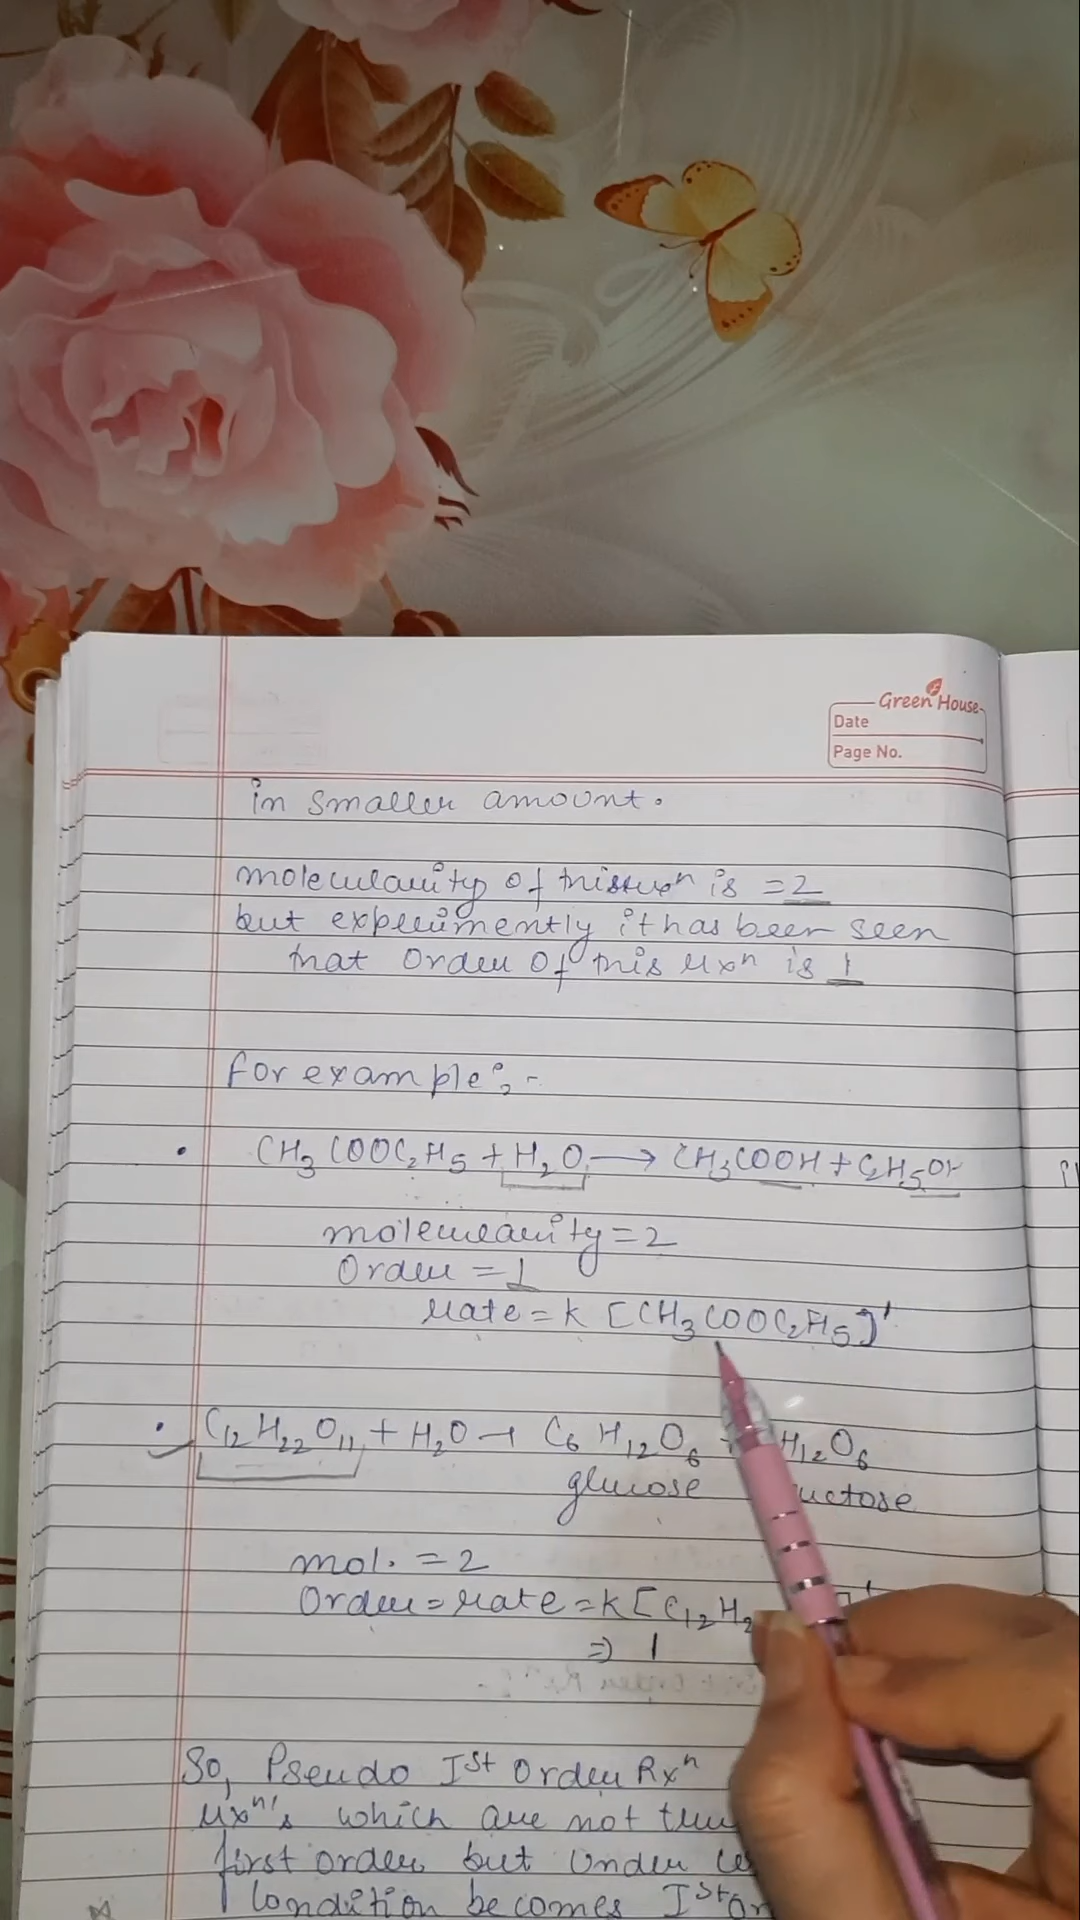 Green House
Date
Page No.
in smaller amount.
molecularity of this rxⁿ is = 2
but experimently it has been seen
that order of this rxⁿ is 1
for example:-
• CH₃COOC₂H₅ + H₂O → CH₃COOH + C₂H₅OH
molecularity = 2
Order = 1
rate = k [CH₃COOC₂H₅]¹
• C₁₂H₂₂O₁₁ + H₂O → C₆H₁₂O₆ + H₁₂O₆
glucose uctose
mol. = 2
Order = rate = k [C₁₂H₂ ]¹
=> 1
So, Pseudo Iˢᵗ Order Rxⁿ
rxⁿ's which are not
first order but under
condition becomes Iˢᵗ Or